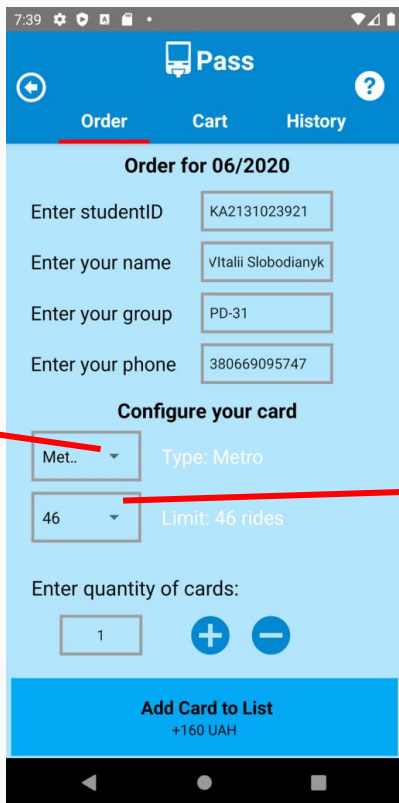 7:39
Pass
?
Order Cart History
Order for 06/2020
Enter studentID KA2131023921
Enter your name VItalii Slobodianyk
Enter your group PD-31
Enter your phone 380669095747
Configure your card
Met.. Type: Metro
46 Limit: 46 rides
Enter quantity of cards:
1
Add Card to List
+160 UAH